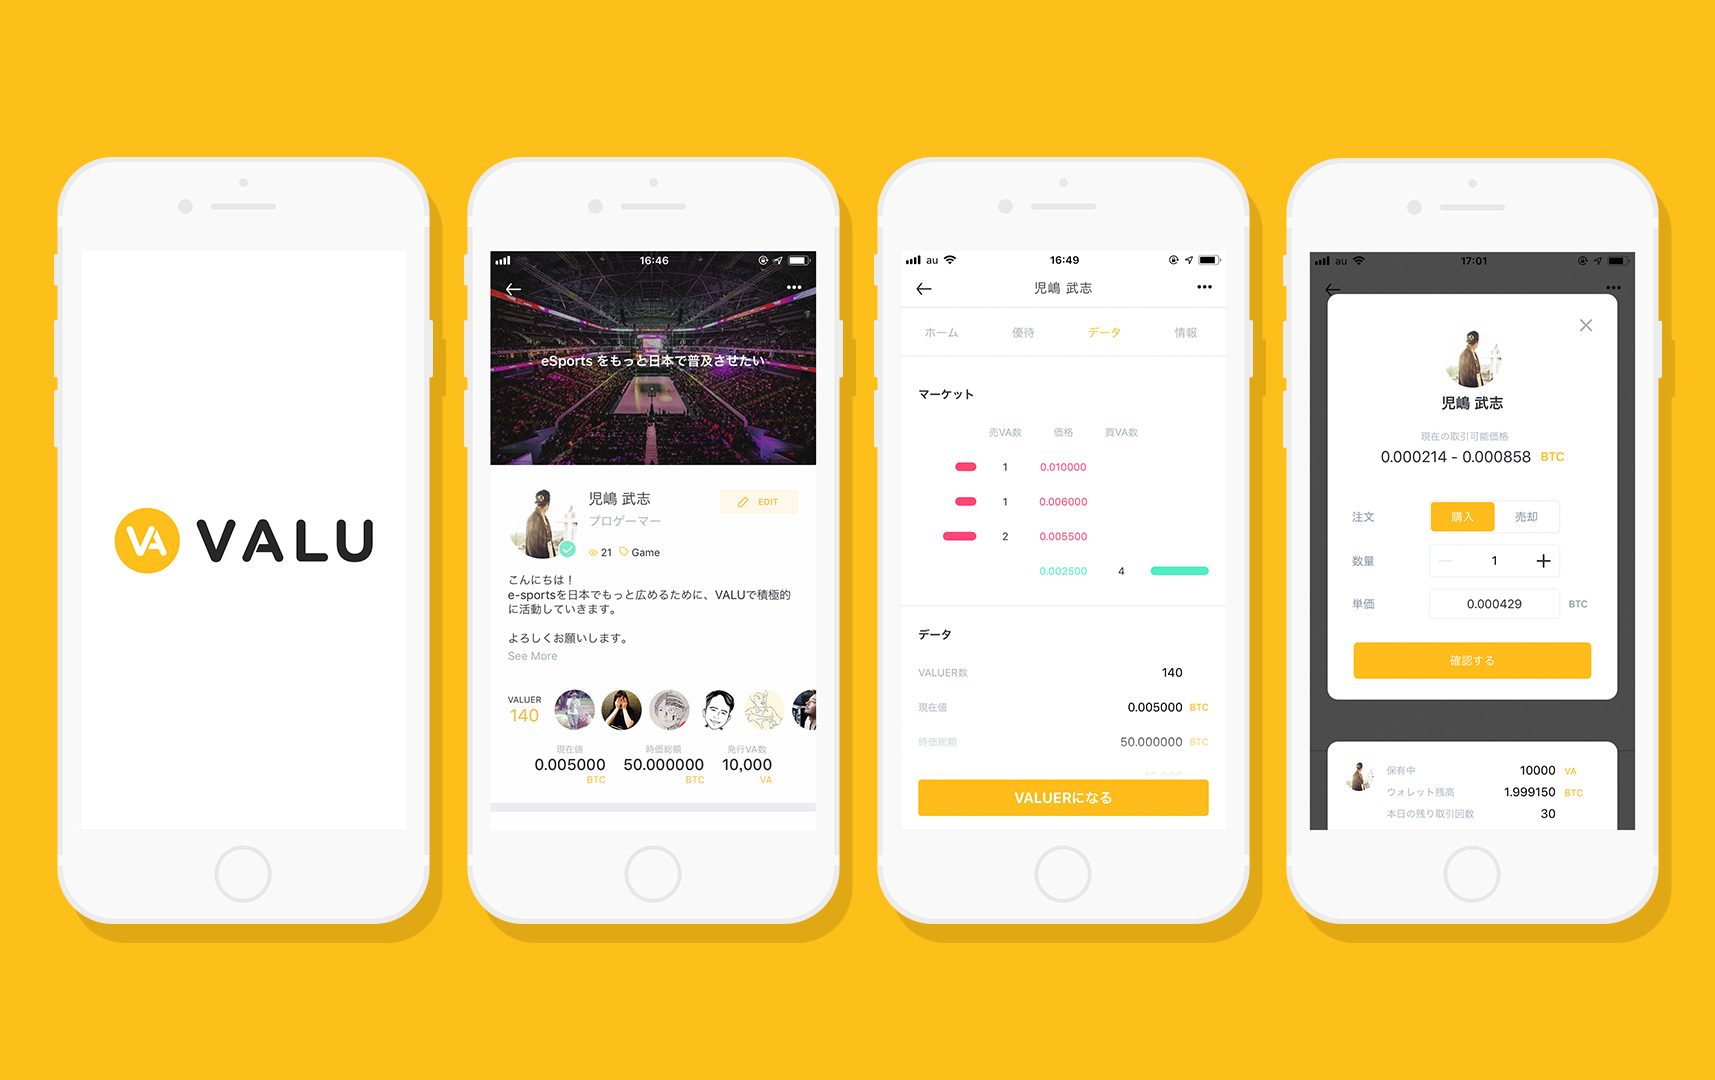 VA VALU
16:46
eSports をもっと日本で普及させたい
児嶋 武志
EDIT
プロゲーマー
21 Game
こんにちは！
e-sportsを日本でもっと広めるために、VALUで積極的
に活動していきます。
よろしくお願いします。
See More
VALUER
140
現在値 時価総額 発行VA数
0.005000 50.000000 10,000
BTC BTC VA
au 16:49
児嶋 武志
ホーム 優待 データ 情報
マーケット
売VA数 価格 買VA数
1 0.010000
1 0.006000
2 0.005500
0.002500 4
データ
VALUER数 140
現在値 0.005000 BTC
時価総額 50.000000 BTC
VALUERになる
au 17:01
児嶋 武志
現在の取引可能価格
0.000214 - 0.000858 BTC
注文 購入 売却
数量 1
単価 0.000429 BTC
確認する
保有中 10000 VA
ウォレット残高 1.999150 BTC
本日の残り取引回数 30